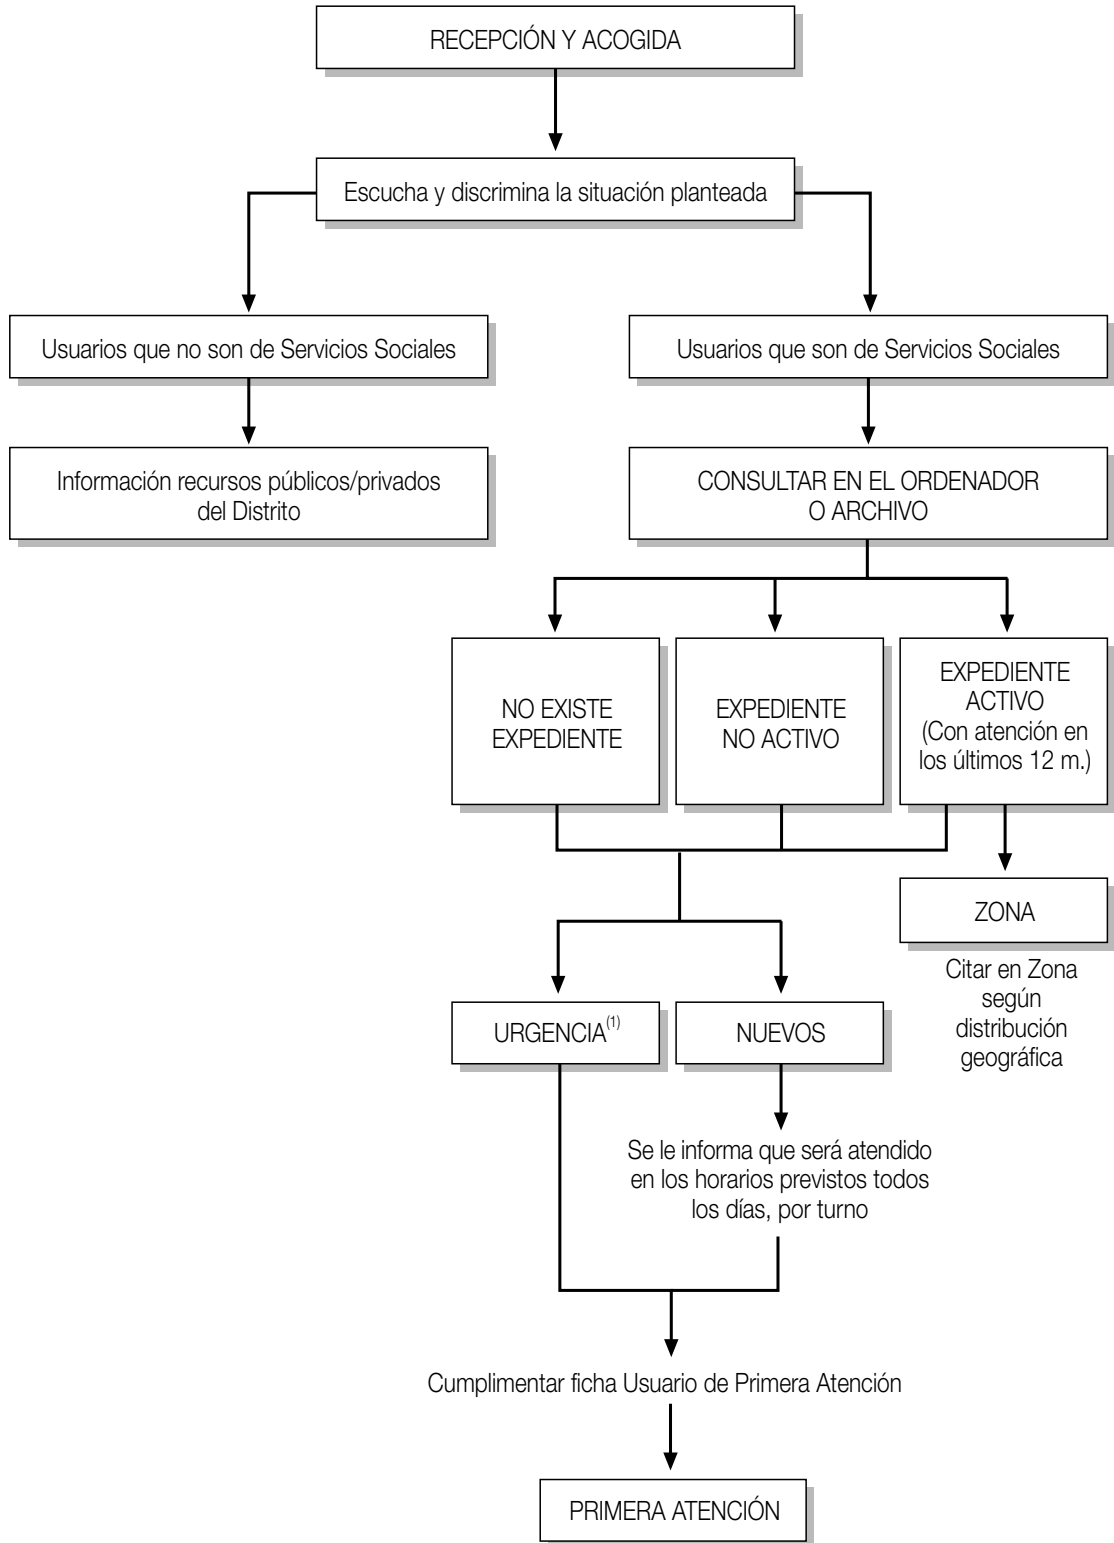 RECEPCIÓN Y ACOGIDA
Escucha y discrimina la situación planteada
Usuarios que no son de Servicios Sociales
Usuarios que son de Servicios Sociales
Información recursos públicos/privados
del Distrito
CONSULTAR EN EL ORDENADOR
O ARCHIVO
NO EXISTE
EXPEDIENTE
EXPEDIENTE
NO ACTIVO
EXPEDIENTE
ACTIVO
(Con atención en
los últimos 12 m.)
ZONA
Citar en Zona
según
distribución
geográfica
URGENCIA(1)
NUEVOS
Se le informa que será atendido
en los horarios previstos todos
los días, por turno
Cumplimentar ficha Usuario de Primera Atención
PRIMERA ATENCIÓN